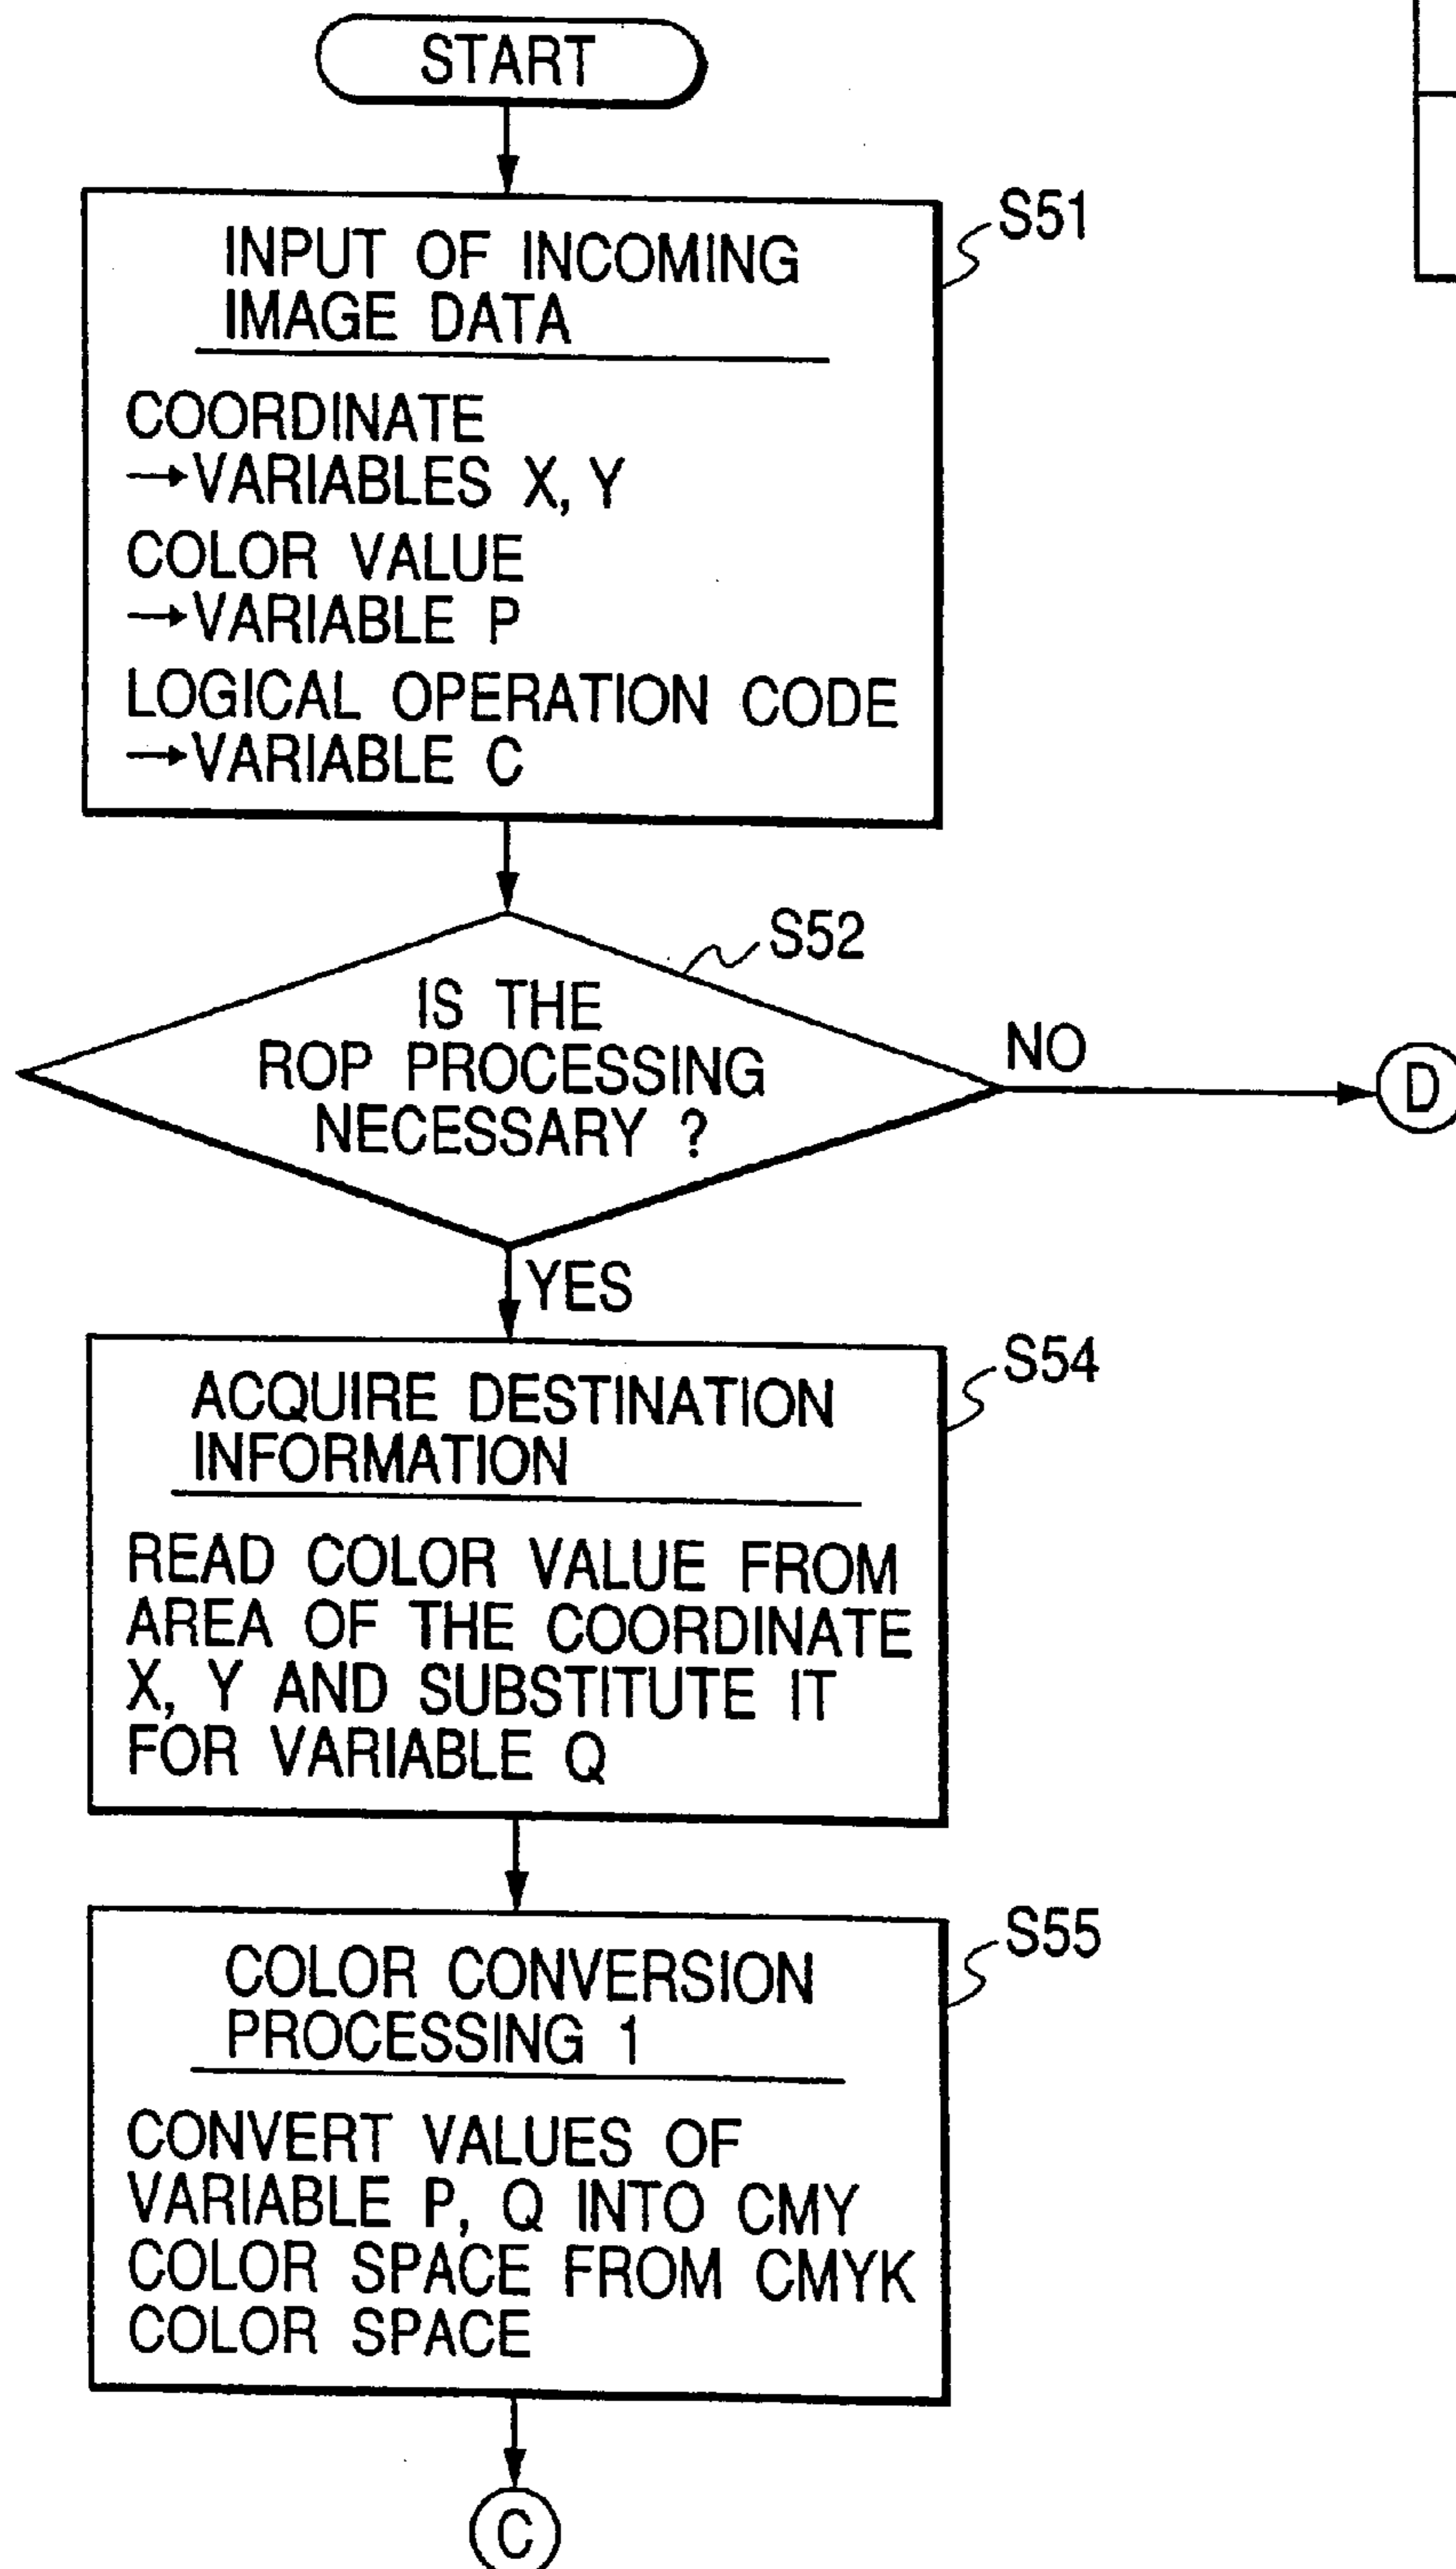 START
S51
INPUT OF INCOMING
IMAGE DATA
COORDINATE
→VARIABLES X, Y
COLOR VALUE
→VARIABLE P
LOGICAL OPERATION CODE
→VARIABLE C
S52
IS THE
ROP PROCESSING
NECESSARY ?
NO
D
YES
S54
ACQUIRE DESTINATION
INFORMATION
READ COLOR VALUE FROM
AREA OF THE COORDINATE
X, Y AND SUBSTITUTE IT
FOR VARIABLE Q
S55
COLOR CONVERSION
PROCESSING 1
CONVERT VALUES OF
VARIABLE P, Q INTO CMY
COLOR SPACE FROM CMYK
COLOR SPACE
C